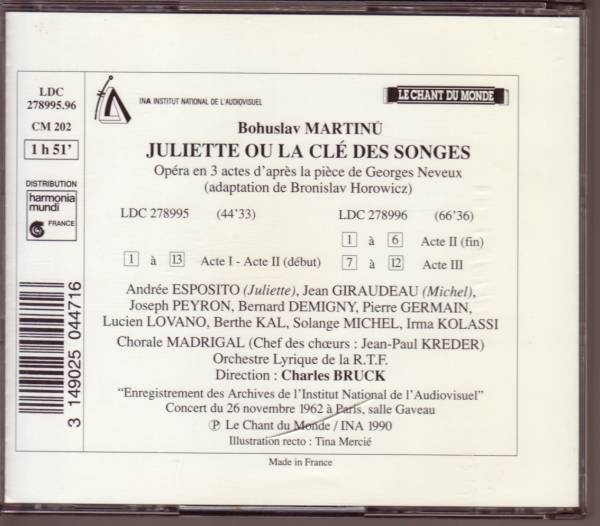 LDC
278995.96
CM 202
1 h 51'
DISTRIBUTION
harmonia
mundi
FRANCE
3 149025 044716
INA INSTITUT NATIONAL DE L'AUDIOVISUEL
LE CHANT DU MONDE
Bohuslav MARTINŮ
JULIETTE OU LA CLÉ DES SONGES
Opéra en 3 actes d'après la pièce de Georges Neveux
(adaptation de Bronislav Horowicz)
LDC 278995 (44'33)
1 à 13 Acte I - Acte II (début)
LDC 278996 (66'36)
1 à 6 Acte II (fin)
7 à 12 Acte III
Andrée ESPOSITO (Juliette), Jean GIRAUDEAU (Michel),
Joseph PEYRON, Bernard DEMIGNY, Pierre GERMAIN,
Lucien LOVANO, Berthe KAL, Solange MICHEL, Irma KOLASSI
Chorale MADRIGAL (Chef des chœurs : Jean-Paul KREDER)
Orchestre Lyrique de la R.T.F.
Direction : Charles BRUCK
“Enregistrement des Archives de l'Institut National de l'Audiovisuel”
Concert du 26 novembre 1962 à Paris, salle Gaveau
℗ Le Chant du Monde / INA 1990
Illustration recto : Tina Mercié
Made in France